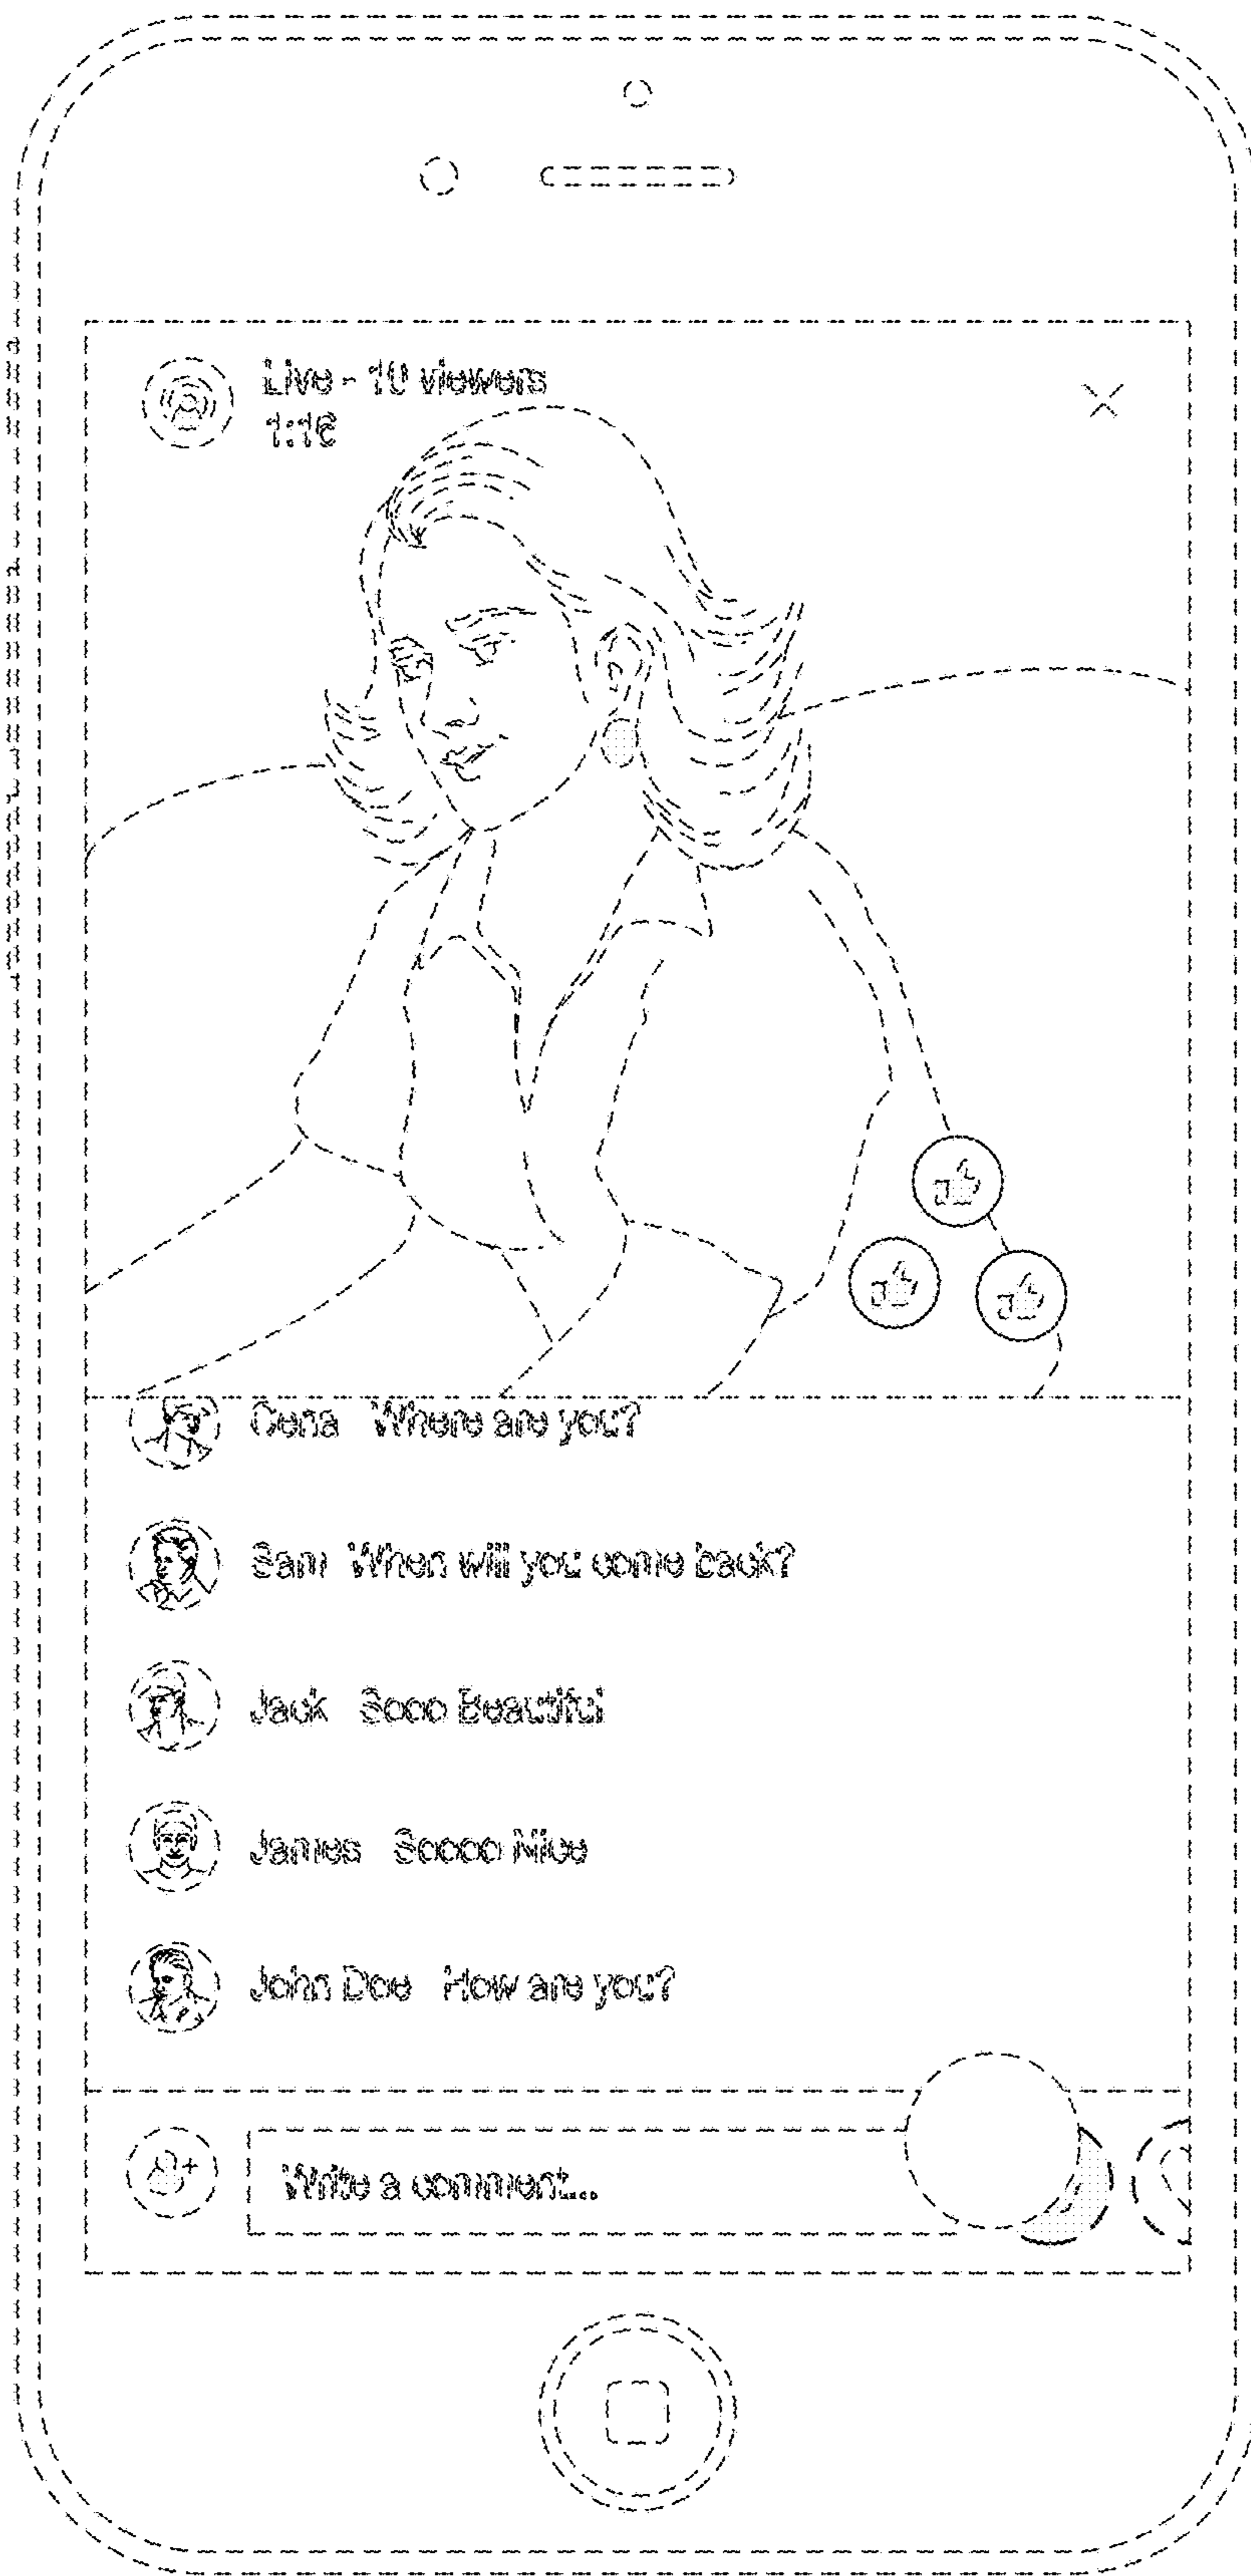 Live - 10 viewers
1:16
Gena Where are you?
Sam When will you come back?
Jack Sooo Beautiful
James Soooo Nice
John Doe How are you?
Write a comment...